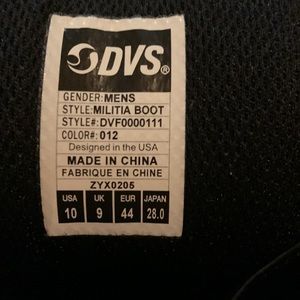 DVS®
GENDER: MENS
STYLE: MILITIA BOOT
STYLE#: DVF0000111
COLOR#: 012
Designed in the USA
MADE IN CHINA
FABRIQUE EN CHINE
ZYX0205
USA UK EUR JAPAN
10 9 44 28.0